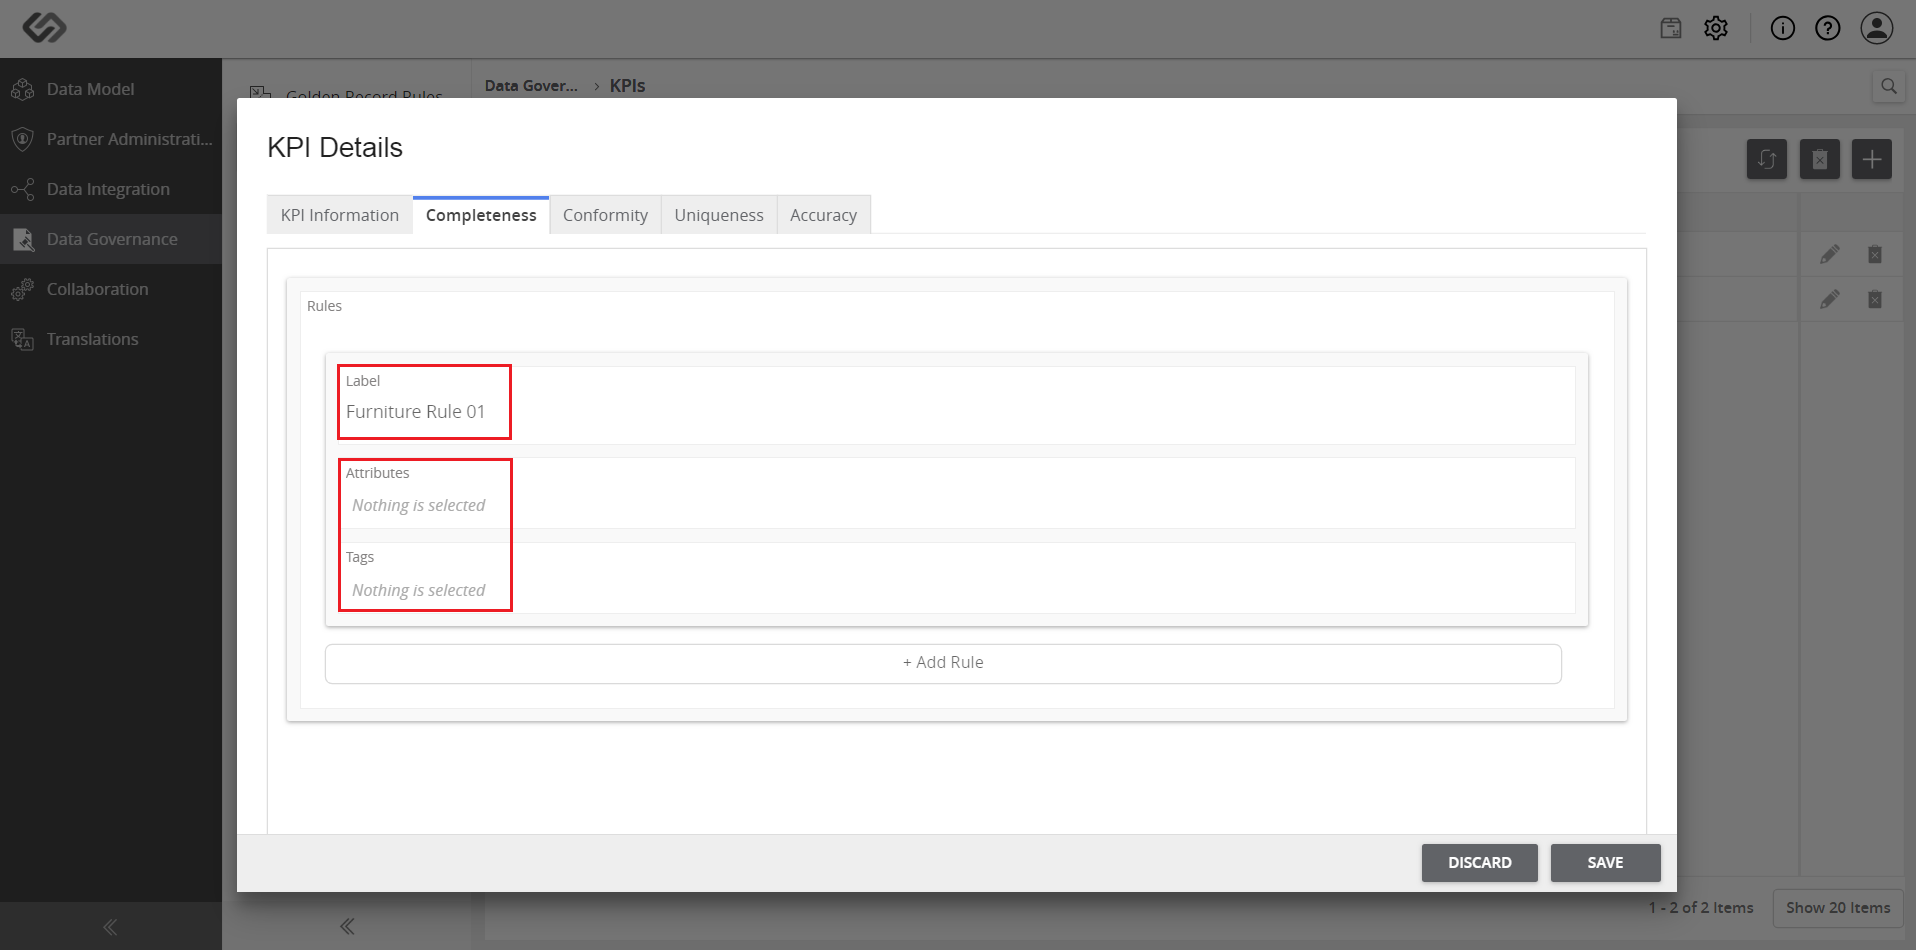 Data Model
Partner Administrati...
Data Integration
Data Governance
Collaboration
Translations
Golden Record Rules
Data Gover... › KPIs
KPI Details
KPI Information Completeness Conformity Uniqueness Accuracy
Rules
Label
Furniture Rule 01
Attributes
Nothing is selected
Tags
Nothing is selected
+ Add Rule
DISCARD SAVE
1 - 2 of 2 Items Show 20 Items